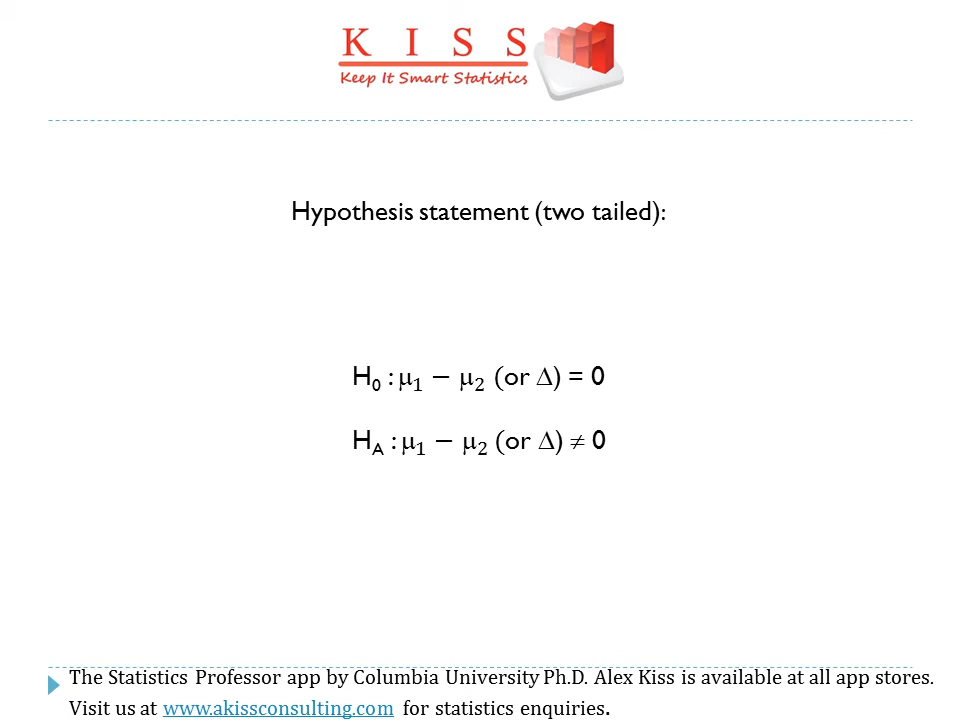 K I S S
Keep It Smart Statistics
Hypothesis statement (two tailed):
H₀ : μ₁ − μ₂ (or ∆) = 0
H_A : μ₁ − μ₂ (or ∆) ≠ 0
The Statistics Professor app by Columbia University Ph.D. Alex Kiss is available at all app stores.
Visit us at www.akissconsulting.com for statistics enquiries.